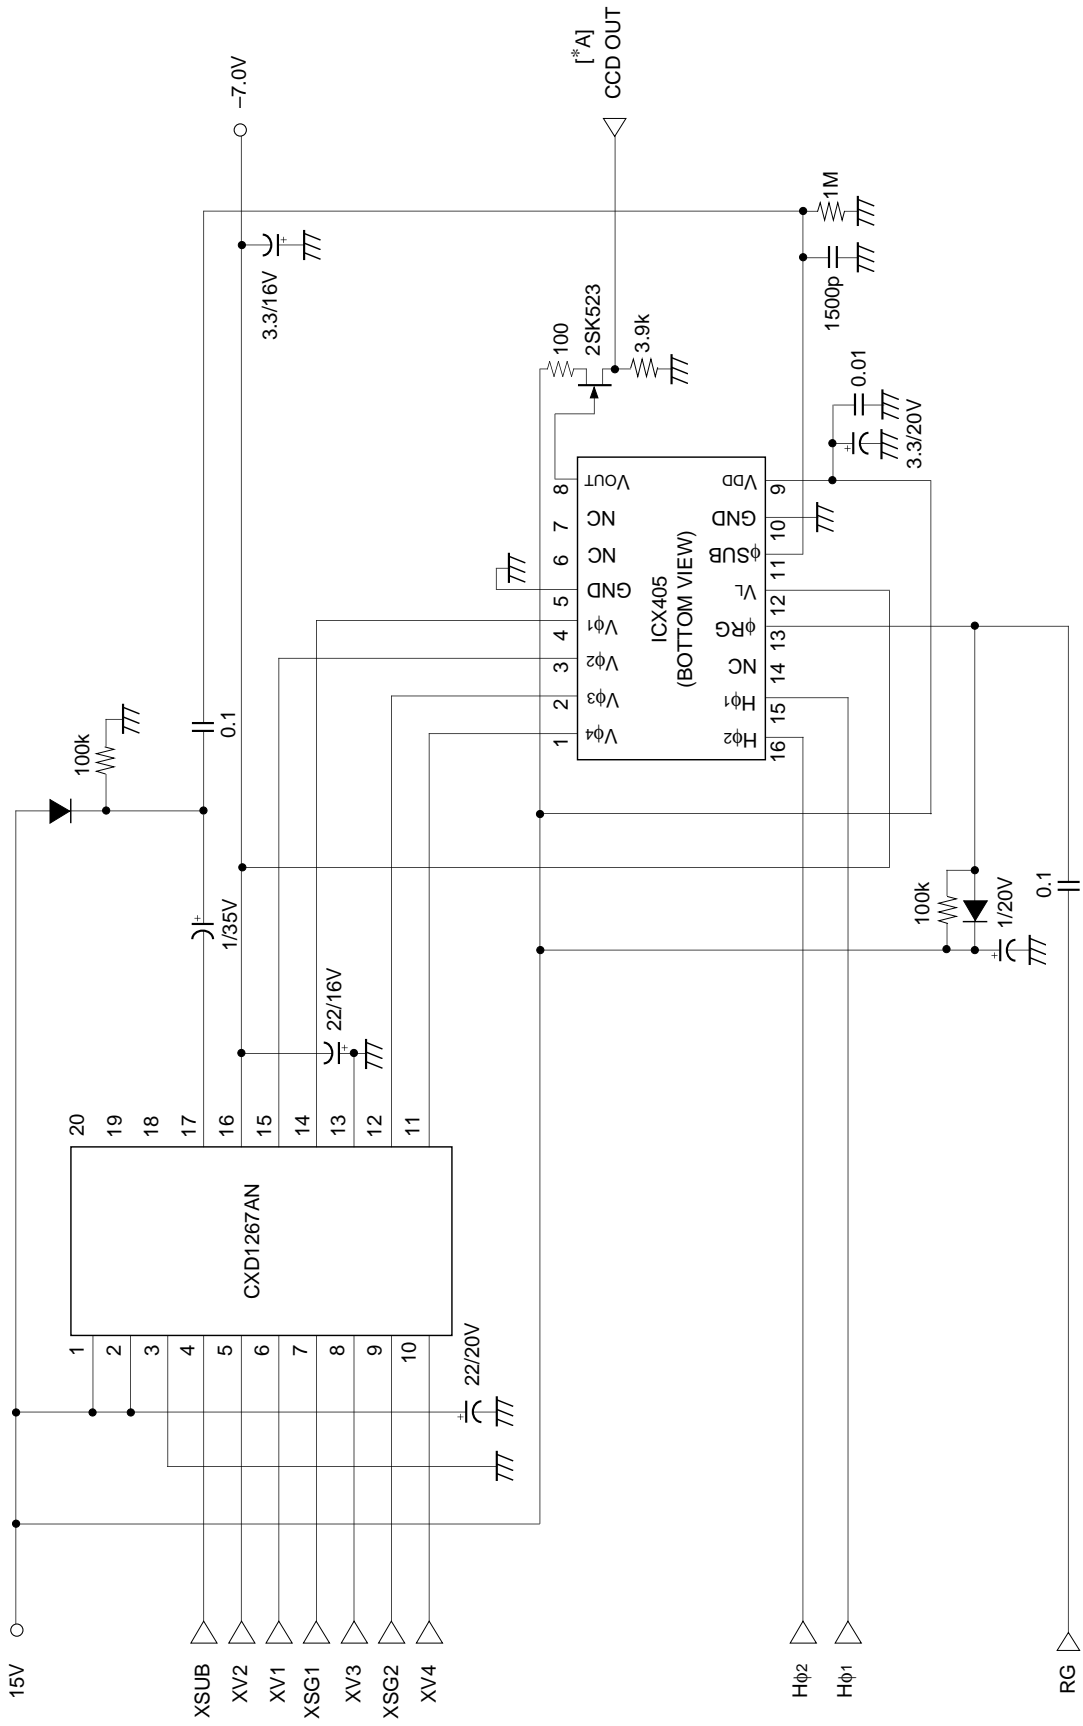 15V
XSUB
XV2
XV1
XSG1
XV3
XSG2
XV4
Hϕ2
Hϕ1
RG
22/20V
1
2
3
4
5
6
7
8
9
10
CXD1267AN
20
19
18
17
16
15
14
13
12
11
22/16V
1/35V
100k
0.1
–7.0V
3.3/16V
[*A]
CCD OUT
100
2SK523
3.9k
1M
1500p
0.01
3.3/20V
ICX405
(BOTTOM VIEW)
1
2
3
4
5
6
7
8
Vϕ4
Vϕ3
Vϕ2
Vϕ1
GND
NC
NC
VOUT
Hϕ2
Hϕ1
NC
ϕRG
VL
ϕSUB
GND
VDD
16
15
14
13
12
11
10
9
100k
1/20V
0.1